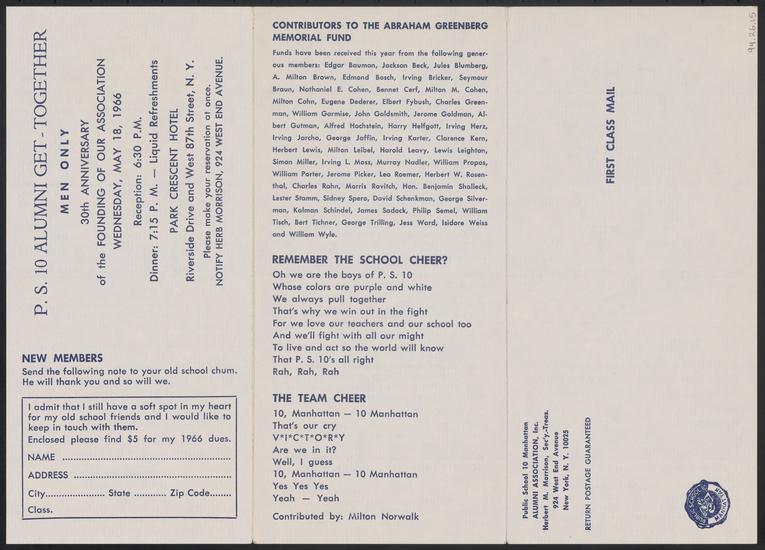 P. S. 10 ALUMNI GET - TOGETHER
MEN ONLY
30th ANNIVERSARY
of the FOUNDING OF OUR ASSOCIATION
WEDNESDAY, MAY 18, 1966
Reception: 6:30 P.M.
Dinner: 7:15 P. M. — Liquid Refreshments
PARK CRESCENT HOTEL
Riverside Drive and West 87th Street, N. Y.
Please make your reservation at once.
NOTIFY HERB MORRISON, 924 WEST END AVENUE.
NEW MEMBERS
Send the following note to your old school chum.
He will thank you and so will we.
I admit that I still have a soft spot in my heart
for my old school friends and I would like to
keep in touch with them.
Enclosed please find $5 for my 1966 dues.
NAME
ADDRESS
City............ State ........... Zip Code.......
Class.
CONTRIBUTORS TO THE ABRAHAM GREENBERG
MEMORIAL FUND
Funds have been received this year from the following gener-
ous members: Edgar Bauman, Jackson Beck, Jules Blumberg,
A. Milton Brown, Edmond Bosch, Irving Bricker, Seymour
Braun, Nathaniel E. Cohen, Bennet Cerf, Milton M. Cohen,
Milton Cohn, Eugene Dederer, Elbert Fybush, Charles Green-
man, William Garmise, John Goldsmith, Jerome Goldman, Al-
bert Gutman, Alfred Hochstein, Harry Helfgott, Irving Herz,
Irving Jarcho, George Joffin, Irving Karter, Clarence Kern,
Herbert Lewis, Milton Leibel, Harold Leavy, Lewis Leighton,
Simon Miller, Irving L. Moss, Murray Nadler, William Propos,
William Porter, Jerome Picker, Leo Roemer, Herbert W. Rosen-
thal, Charles Rohn, Morris Ravitch, Hon. Benjamin Shalleck,
Lester Stamm, Sidney Spero, David Schenkman, George Silver-
man, Kalman Schindel, James Sadock, Philip Semel, William
Tisch, Bert Tichner, George Trilling, Jess Ward, Isidore Weiss
and William Wyle.
REMEMBER THE SCHOOL CHEER?
Oh we are the boys of P. S. 10
Whose colors are purple and white
We always pull together
That's why we win out in the fight
For we love our teachers and our school too
And we'll fight with all our might
To live and act so the world will know
That P. S. 10's all right
Rah, Rah, Rah
THE TEAM CHEER
10, Manhattan — 10 Manhattan
That's our cry
V*I*C*T*O*R*Y
Are we in it?
Well, I guess
10, Manhattan — 10 Manhattan
Yes Yes Yes
Yeah — Yeah
Contributed by: Milton Norwalk
FIRST CLASS MAIL
Public School 10 Manhattan
ALUMNI ASSOCIATION, Inc.
Herbert M. Morrison, Sec'y.-Treas.
924 West End Avenue
New York, N. Y. 10025
RETURN POSTAGE GUARANTEED
94.26.15